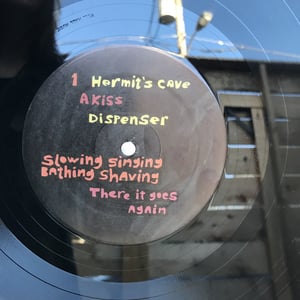 1 Hermit's cave
A Kiss
Dispenser
Slowing Singing
Bathing Shaving
There it goes
again